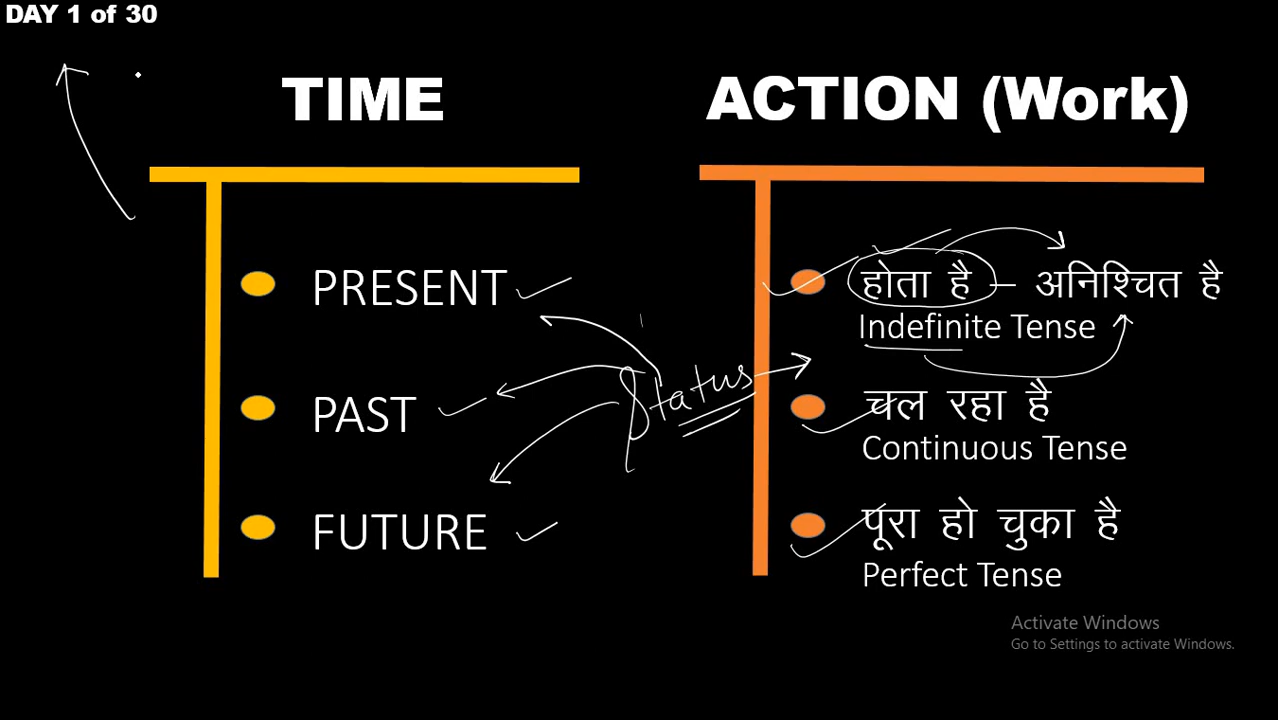 DAY 1 of 30
TIME
PRESENT
PAST
FUTURE
Status
ACTION (Work)
होता है – अनिश्चित है
Indefinite Tense
चल रहा है
Continuous Tense
पूरा हो चुका है
Perfect Tense
Activate Windows
Go to Settings to activate Windows.